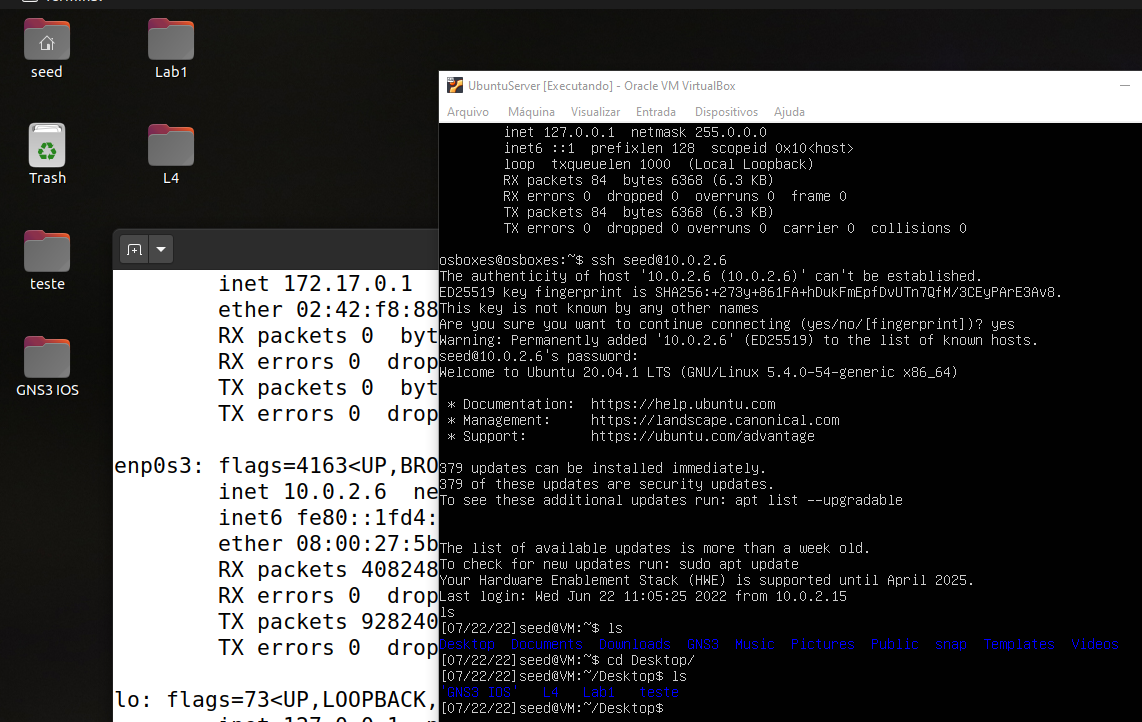 seed
Lab1
Trash
L4
teste
GNS3 IOS
inet 172.17.0.1
ether 02:42:f8:88
RX packets 0  byt
RX errors 0  drop
TX packets 0  byt
TX errors 0  drop
enp0s3: flags=4163<UP,BRO
inet 10.0.2.6  ne
inet6 fe80::1fd4:
ether 08:00:27:5b
RX packets 408248
RX errors 0  drop
TX packets 928240
TX errors 0  drop
lo: flags=73<UP,LOOPBACK,
UbuntuServer [Executando] - Oracle VM VirtualBox
Arquivo Máquina Visualizar Entrada Dispositivos Ajuda
inet 127.0.0.1  netmask 255.0.0.0
inet6 ::1  prefixlen 128  scopeid 0x10<host>
loop  txqueuelen 1000  (Local Loopback)
RX packets 84  bytes 6368 (6.3 KB)
RX errors 0  dropped 0  overruns 0  frame 0
TX packets 84  bytes 6368 (6.3 KB)
TX errors 0  dropped 0 overruns 0  carrier 0  collisions 0
osboxes@osboxes:~$ ssh seed@10.0.2.6
The authenticity of host '10.0.2.6 (10.0.2.6)' can't be established.
ED25519 key fingerprint is SHA256:+273y+861FA+hDukFmEpfDvUTn7QfM/3CEyPArE3Av8.
This key is not known by any other names
Are you sure you want to continue connecting (yes/no/[fingerprint])? yes
Warning: Permanently added '10.0.2.6' (ED25519) to the list of known hosts.
seed@10.0.2.6's password:
Welcome to Ubuntu 20.04.1 LTS (GNU/Linux 5.4.0-54-generic x86_64)
* Documentation:  https://help.ubuntu.com
* Management:     https://landscape.canonical.com
* Support:        https://ubuntu.com/advantage
379 updates can be installed immediately.
379 of these updates are security updates.
To see these additional updates run: apt list --upgradable
The list of available updates is more than a week old.
To check for new updates run: sudo apt update
Your Hardware Enablement Stack (HWE) is supported until April 2025.
Last login: Wed Jun 22 11:05:25 2022 from 10.0.2.15
ls
[07/22/22]seed@VM:~$ ls
Desktop  Documents  Downloads  GNS3  Music  Pictures  Public  snap  Templates  Videos
[07/22/22]seed@VM:~$ cd Desktop/
[07/22/22]seed@VM:~/Desktop$ ls
'GNS3 IOS'   L4   Lab1   teste
[07/22/22]seed@VM:~/Desktop$